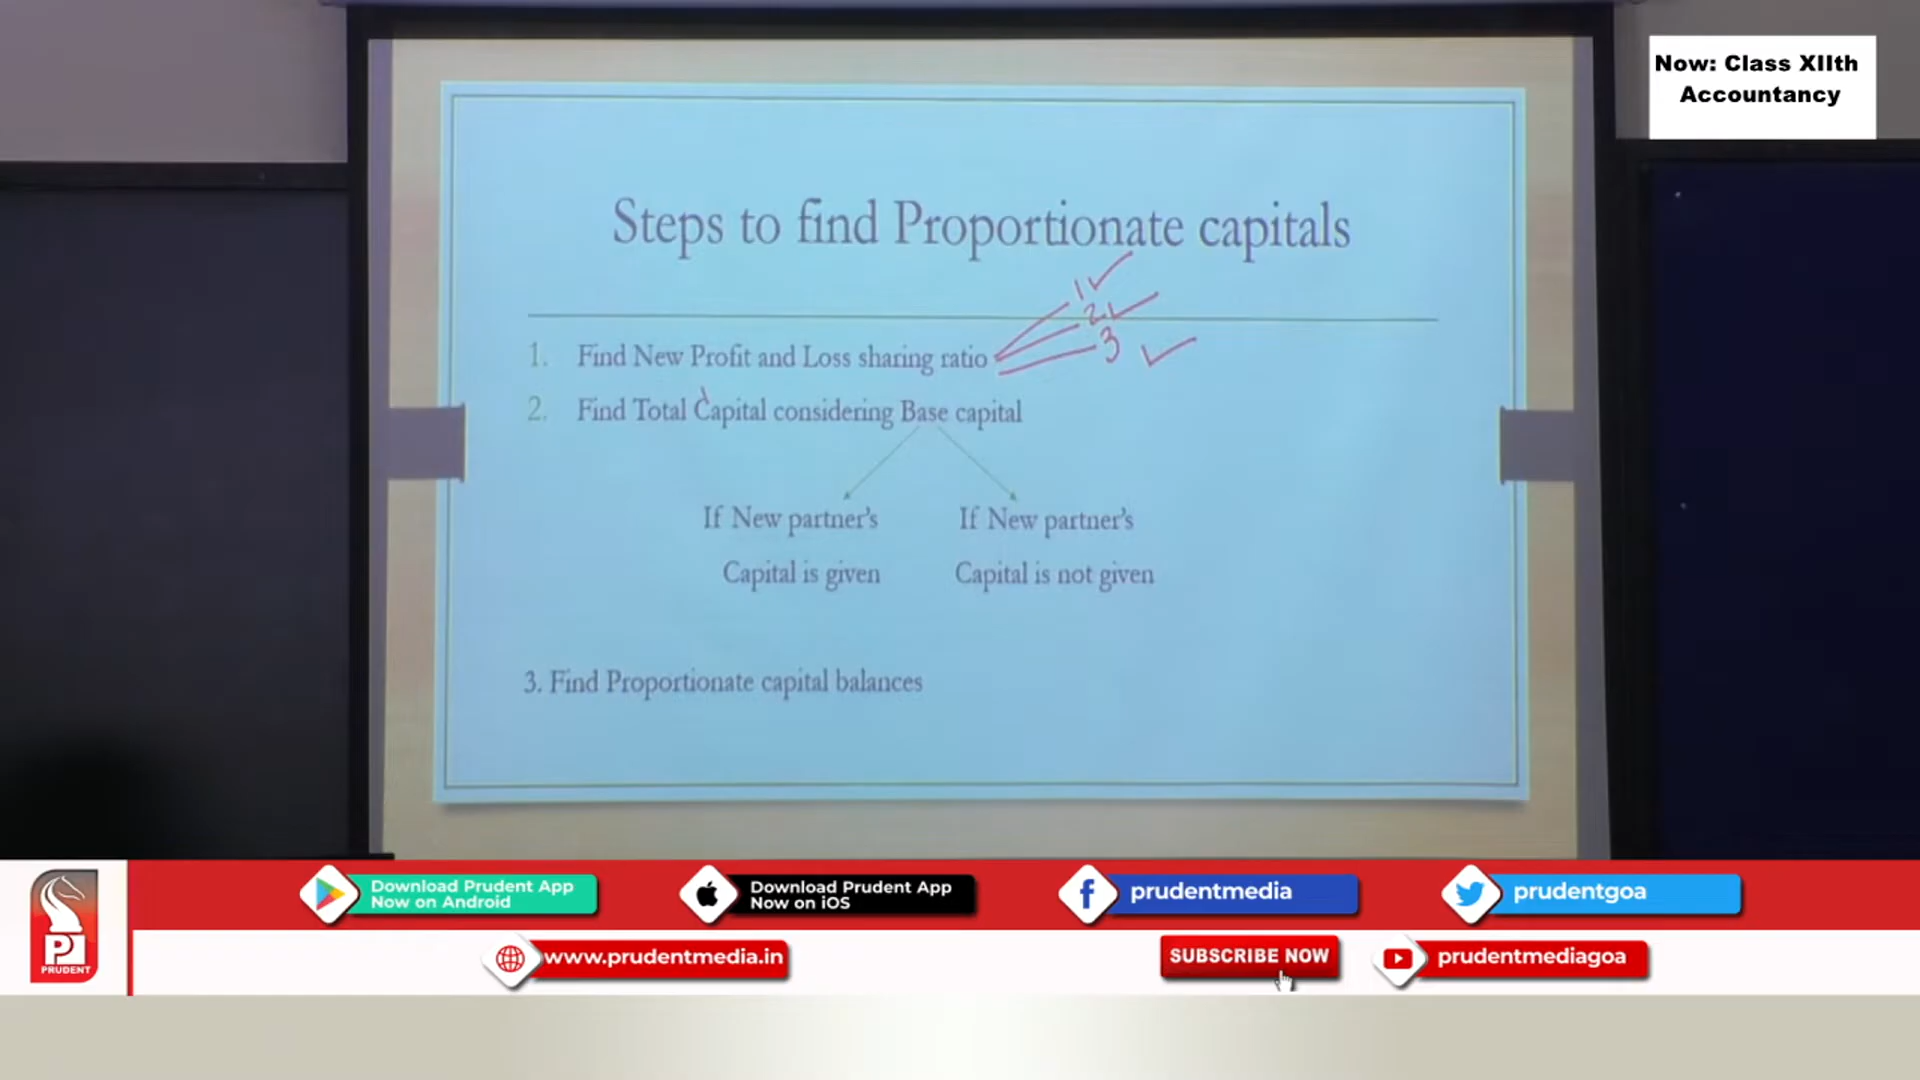 Now: Class XIIth
Accountancy
Steps to find Proportionate capitals
1
2
3
1. Find New Profit and Loss sharing ratio
2. Find Total Capital considering Base capital
If New partner's
Capital is given
If New partner's
Capital is not given
3. Find Proportionate capital balances
Download Prudent App
Now on Android
Download Prudent App
Now on iOS
prudentmedia
prudentgoa
PRUDENT
www.prudentmedia.in
SUBSCRIBE NOW
prudentmediagoa